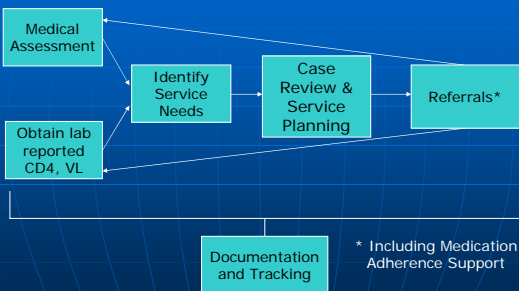 Medical
Assessment
Identify
Service
Needs
Case
Review &
Service
Planning
Referrals*
Obtain lab
reported
CD4, VL
Documentation
and Tracking
* Including Medication
Adherence Support